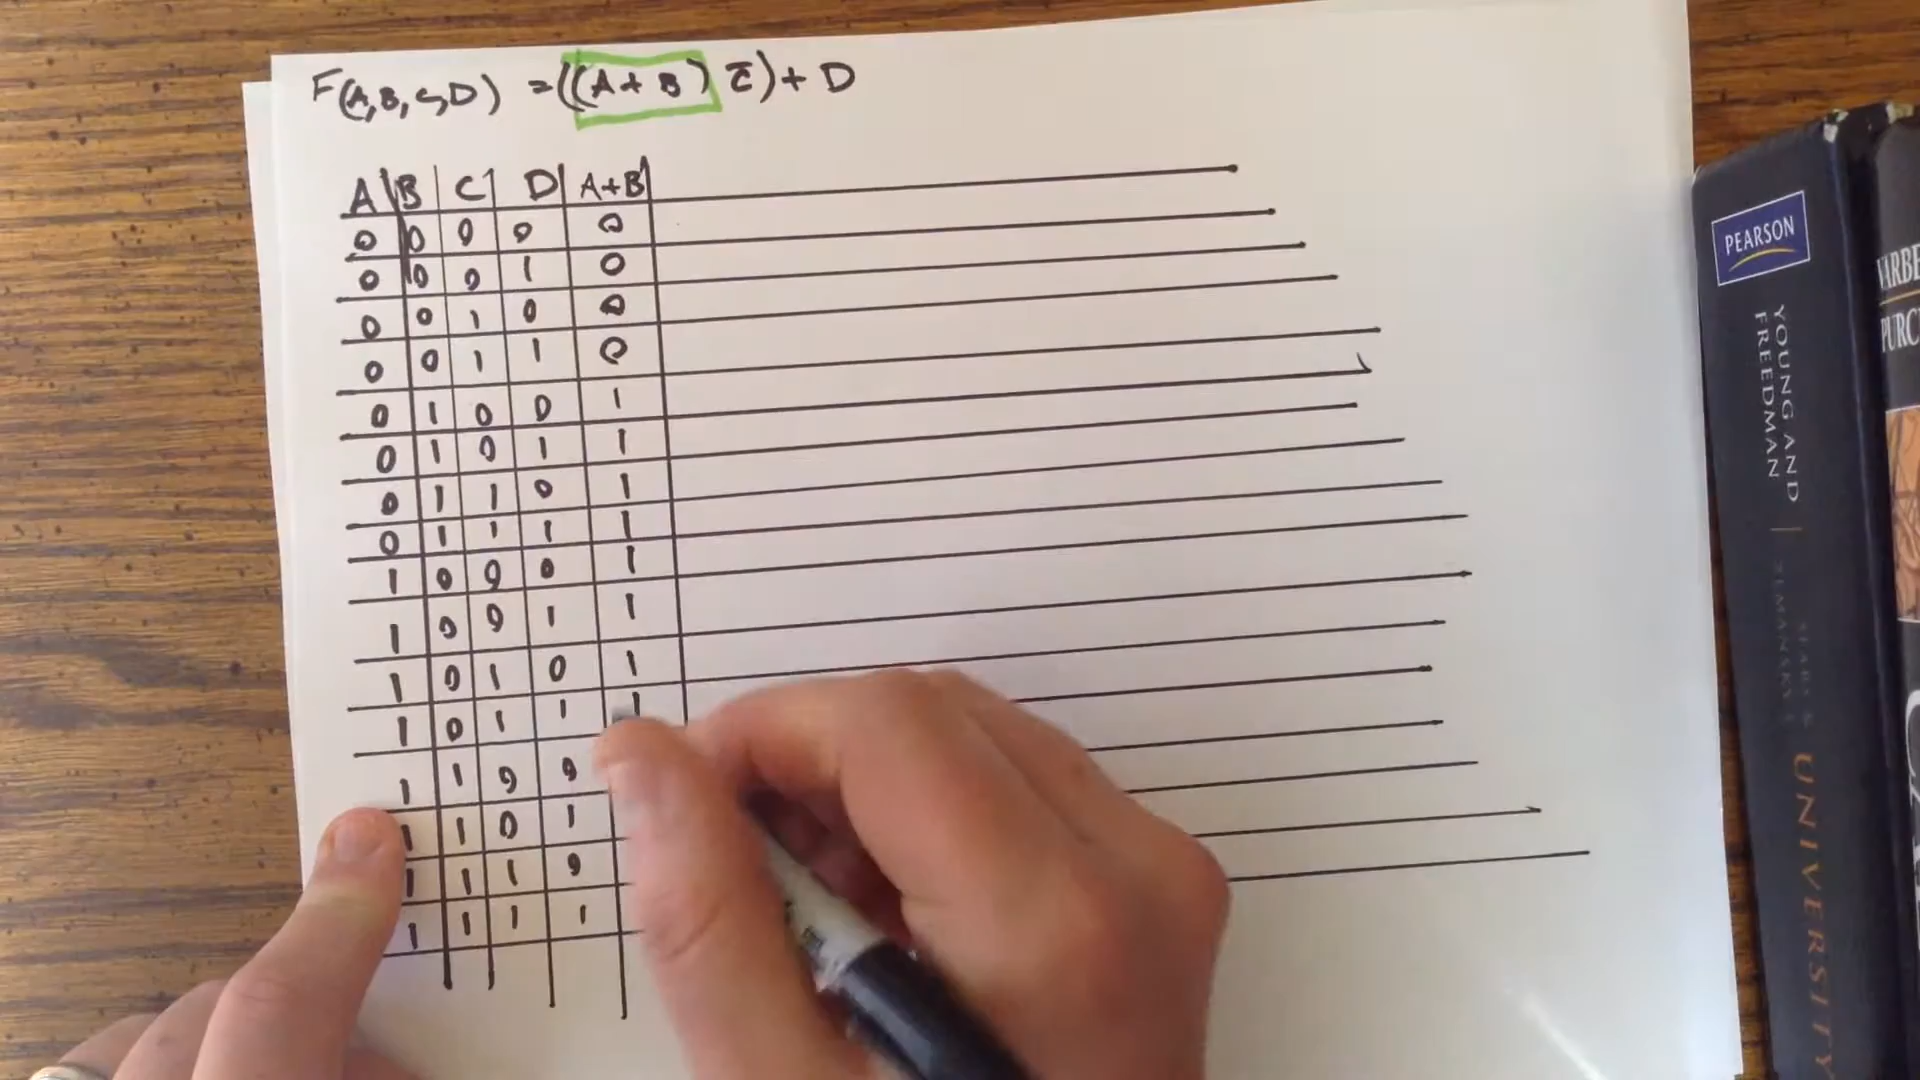 F(A,B,C,D) = ((A+B) C̅) + D
A B C D A+B
0 0 0 0 0
0 0 0 1 0
0 0 1 0 0
0 0 1 1 0
0 1 0 0 1
0 1 0 1 1
0 1 1 0 1
0 1 1 1 1
1 0 0 0 1
1 0 0 1 1
1 0 1 0 1
1 0 1 1 1
1 1 0 0
1 1 0 1
1 1 1 0
1 1 1 1
PEARSON
YOUNG AND
FREEDMAN
SEARS &
ZEMANSKY'S
UNIVERSITY